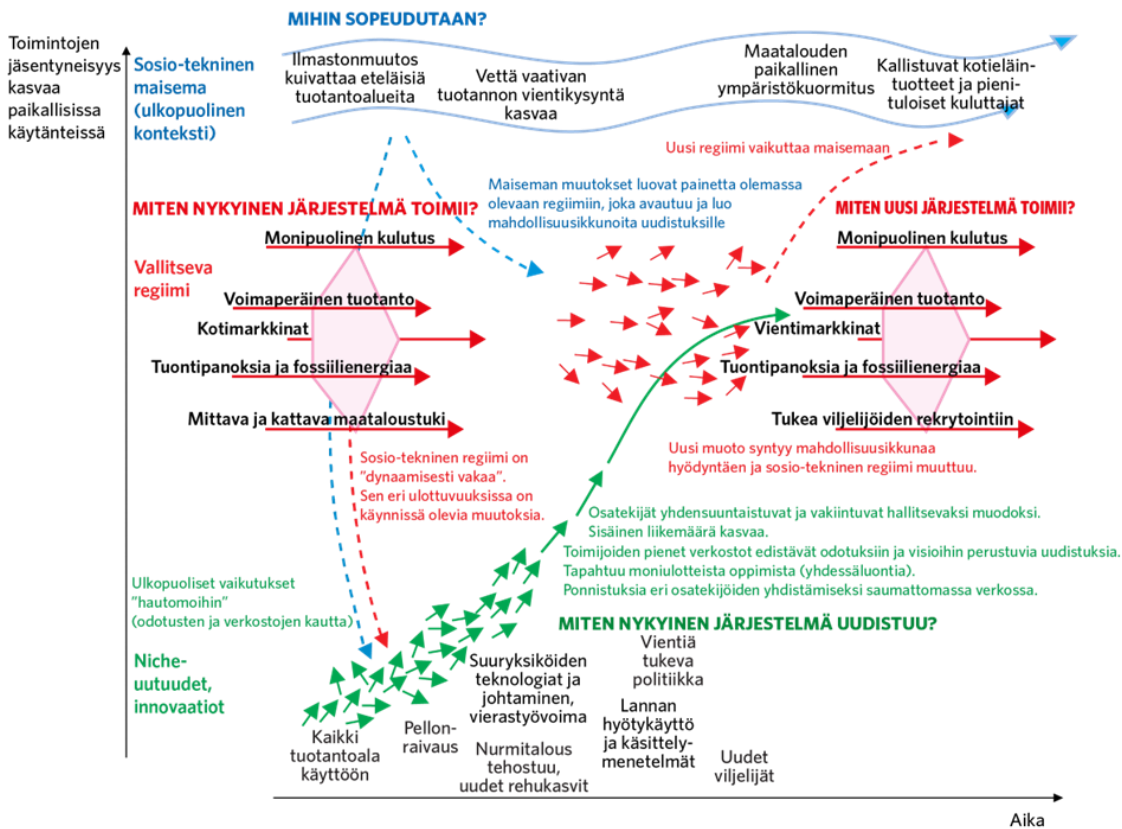 MIHIN SOPEUDUTAAN?
Toimintojen
jäsentyneisyys
kasvaa
paikallisissa
käytänteissä
Sosio-tekninen
maisema
(ulkopuolinen
konteksti)
Ilmastonmuutos
kuivattaa eteläisiä
tuotantoalueita
Vettä vaativan
tuotannon vientikysyntä
kasvaa
Maatalouden
paikallinen
ympäristökuormitus
Kallistuvat kotieläin-
tuotteet ja pieni-
tuloiset kuluttajat
Uusi regiimi vaikuttaa maisemaan
Maiseman muutokset luovat painetta olemassa
olevaan regiimiin, joka avautuu ja luo
mahdollisuusikkunoita uudistuksille
MITEN NYKYINEN JÄRJESTELMÄ TOIMII?
MITEN UUSI JÄRJESTELMÄ TOIMII?
Vallitseva
regiimi
Monipuolinen kulutus
Voimaperäinen tuotanto
Kotimarkkinat
Tuontipanoksia ja fossiilienergiaa
Mittava ja kattava maataloustuki
Monipuolinen kulutus
Voimaperäinen tuotanto
Vientimarkkinat
Tuontipanoksia ja fossiilienergiaa
Tukea viljelijöiden rekrytointiin
Sosio-tekninen regiimi on
"dynaamisesti vakaa".
Sen eri ulottuvuuksissa on
käynnissä olevia muutoksia.
Uusi muoto syntyy mahdollisuusikkunaa
hyödyntäen ja sosio-tekninen regiimi muuttuu.
Osatekijät yhdensuuntaistuvat ja vakiintuvat hallitsevaksi muodoksi.
Sisäinen liikemäärä kasvaa.
Toimijoiden pienet verkostot edistävät odotuksiin ja visioihin perustuvia uudistuksia.
Tapahtuu moniulotteista oppimista (yhdessäluontia).
Ponnistuksia eri osatekijöiden yhdistämiseksi saumattomassa verkossa.
Ulkopuoliset vaikutukset
"hautomoihin"
(odotusten ja verkostojen kautta)
MITEN NYKYINEN JÄRJESTELMÄ UUDISTUU?
Niche-
uutuudet,
innovaatiot
Kaikki
tuotantoala
käyttöön
Pellon-
raivaus
Suuryksiköiden
teknologiat ja
johtaminen,
vierastyövoima
Nurmitalous
tehostuu,
uudet rehukasvit
Vientiä
tukeva
politiikka
Lannan
hyötykäyttö
ja käsittely-
menetelmät
Uudet
viljelijät
Aika